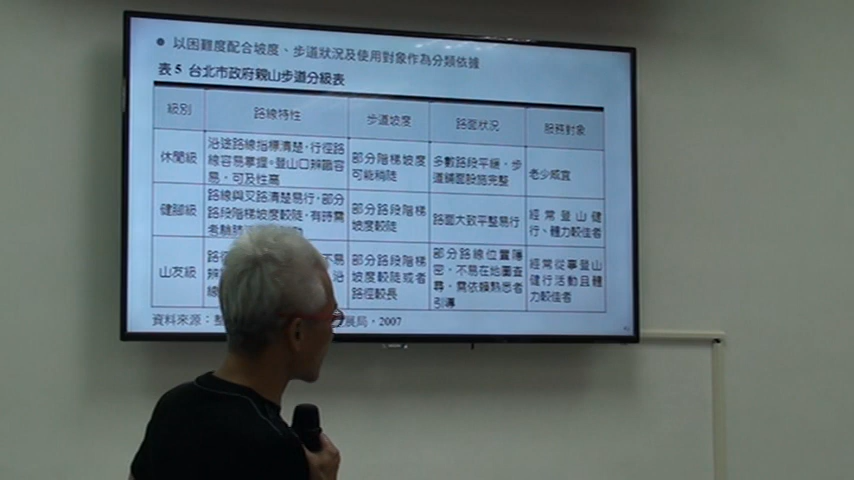 以困難度配合坡度、步道狀況及使用對象作為分類依據
表5 台北市政府親山步道分級表
級別 路線特性 步道坡度 路面狀況 服務對象
休閒級
沿途路線指標清楚，行徑路
線容易掌握。登山口辨識容
易，可及性高
部分階梯坡度
可能稍陡
多數路段平緩，步
道鋪面設施完整
老少咸宜
健腳級
路線與叉路清楚易行，部分
路段階梯坡度較陡，有時需
考驗
部分路段階梯
坡度較陡
路面大致平整易行
經常登山健
行、體力較佳者
山友級
路
不易
辨
沿
線
部分路段階梯
坡度較陡或者
路徑較長
部分路線位置隱
密，不易在地圖查
尋，需依賴熟悉者
引導
經常從事登山
健行活動且體
力較佳者
資料來源：整
展局，2007